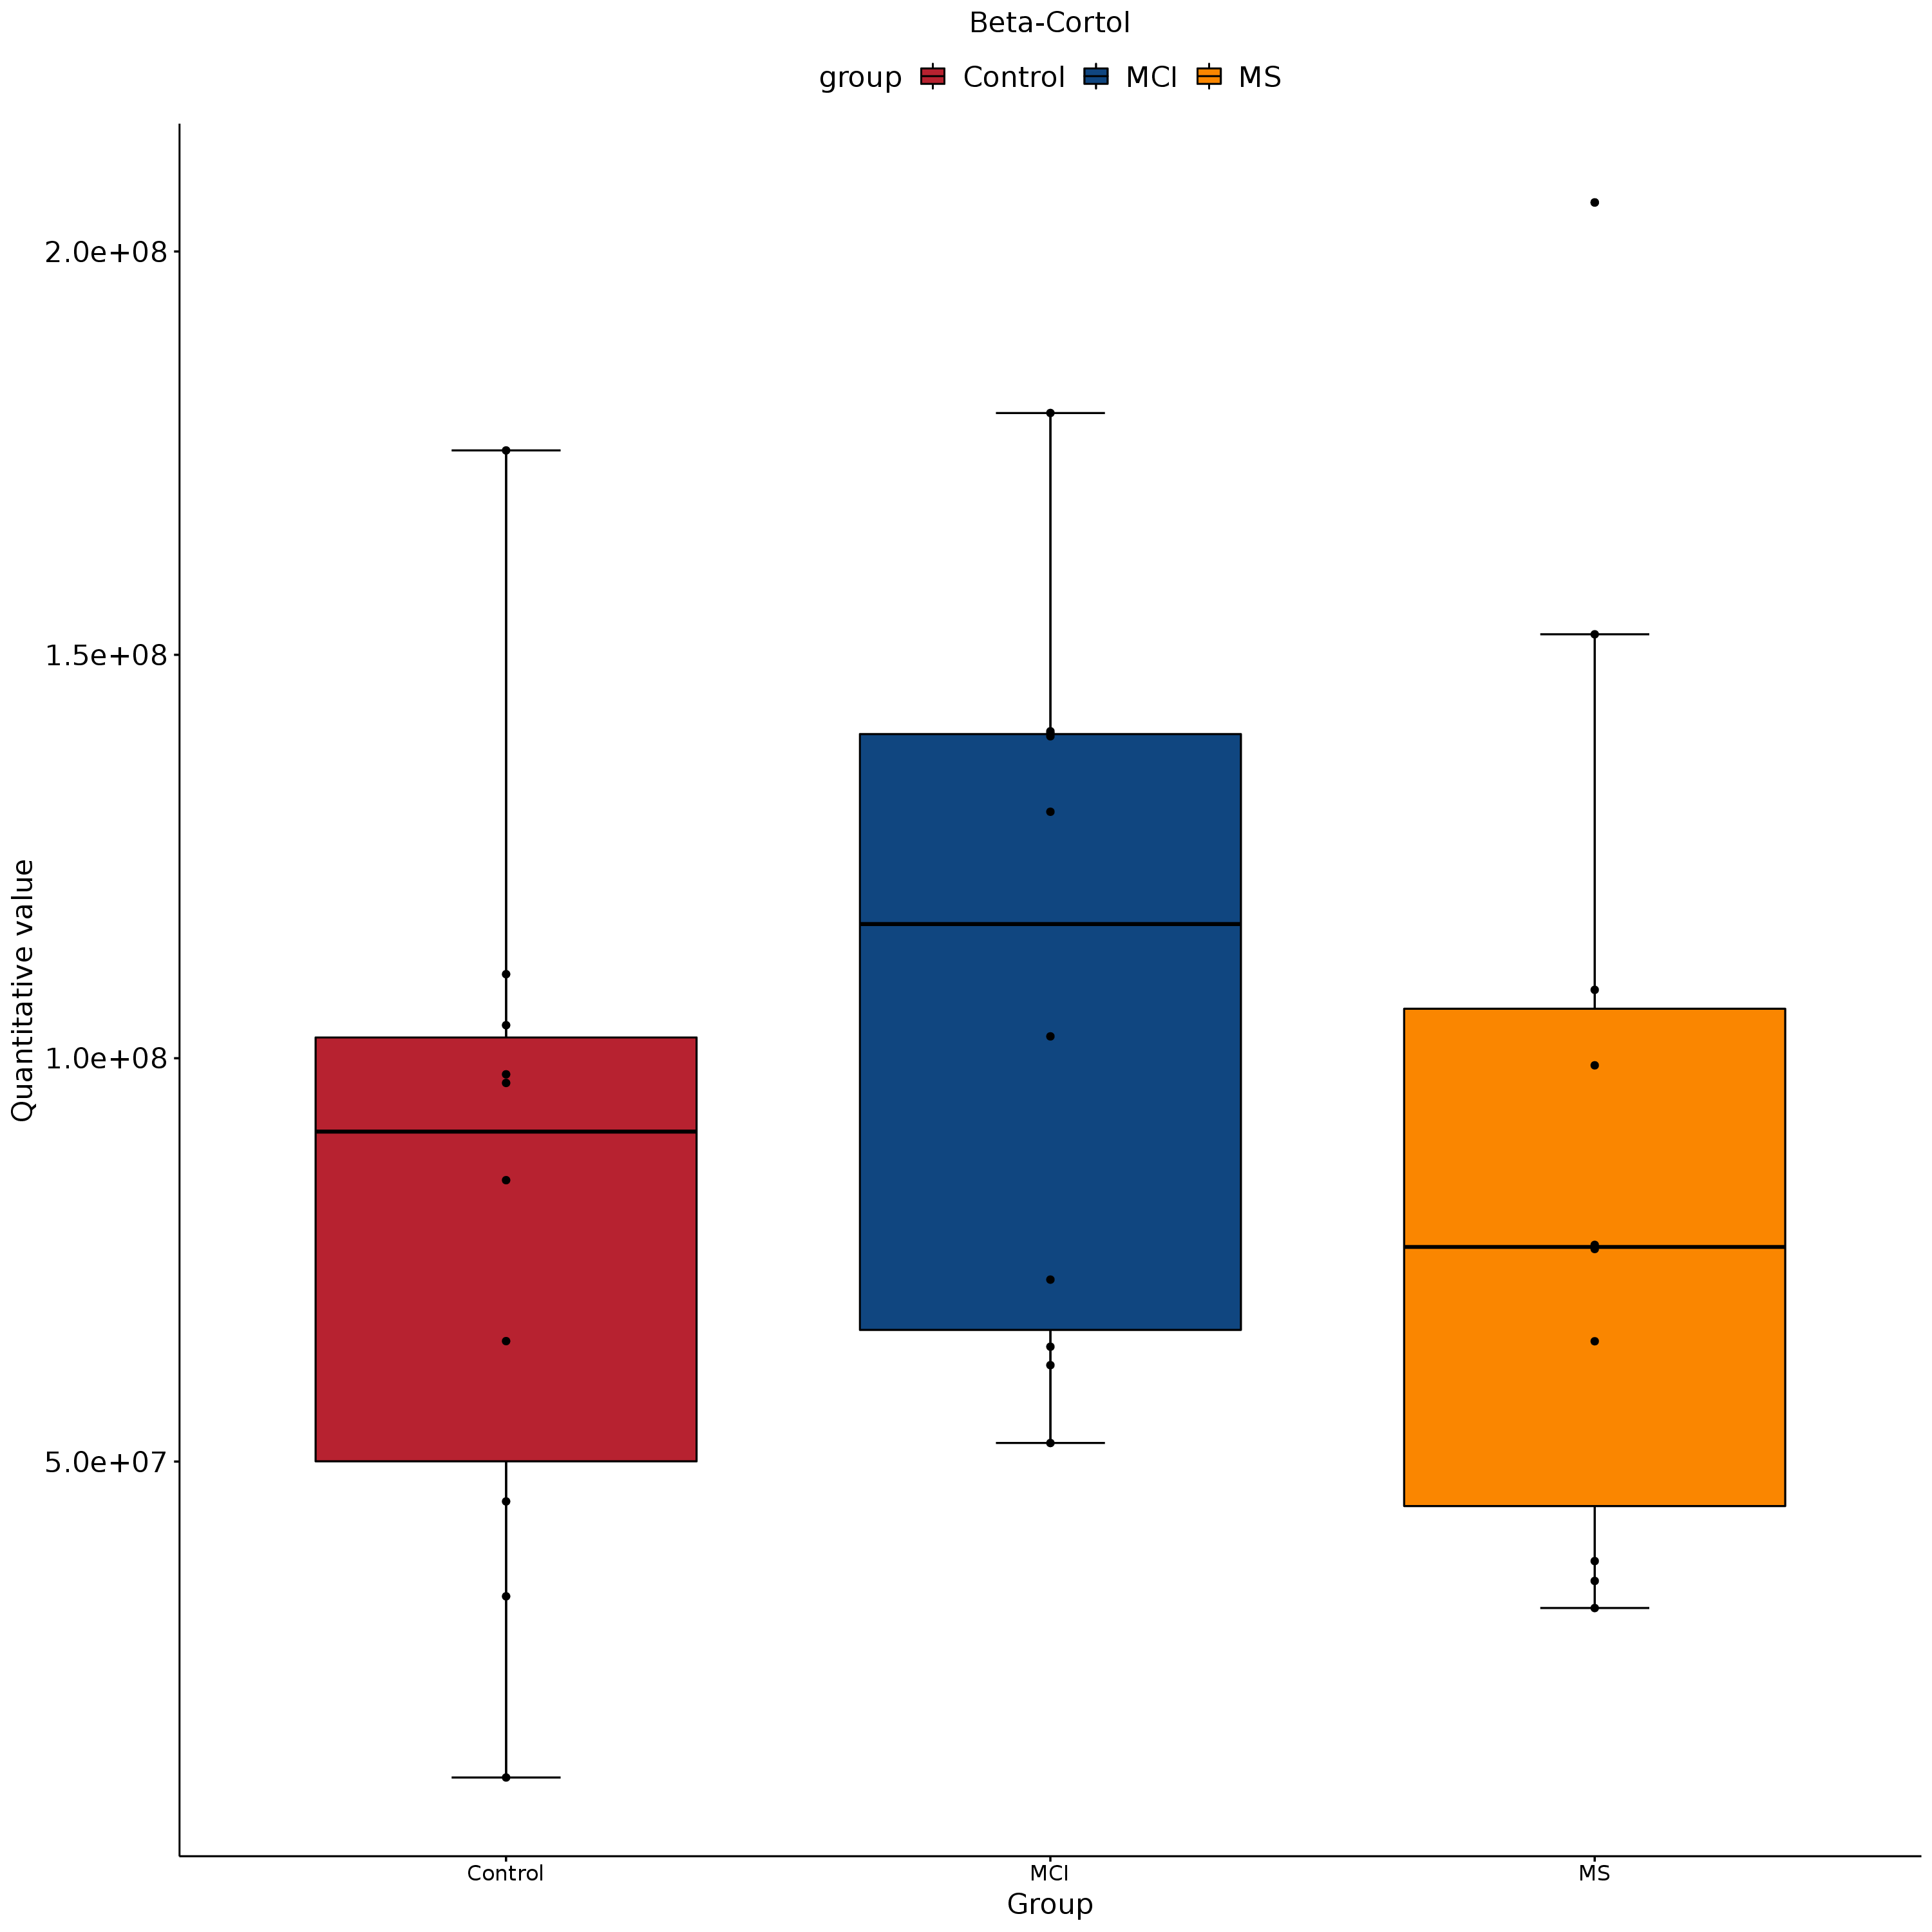 Beta-Cortol
group Control MCI MS
Quantitative value
2.0e+08
1.5e+08
1.0e+08
5.0e+07
Control MCI MS
Group